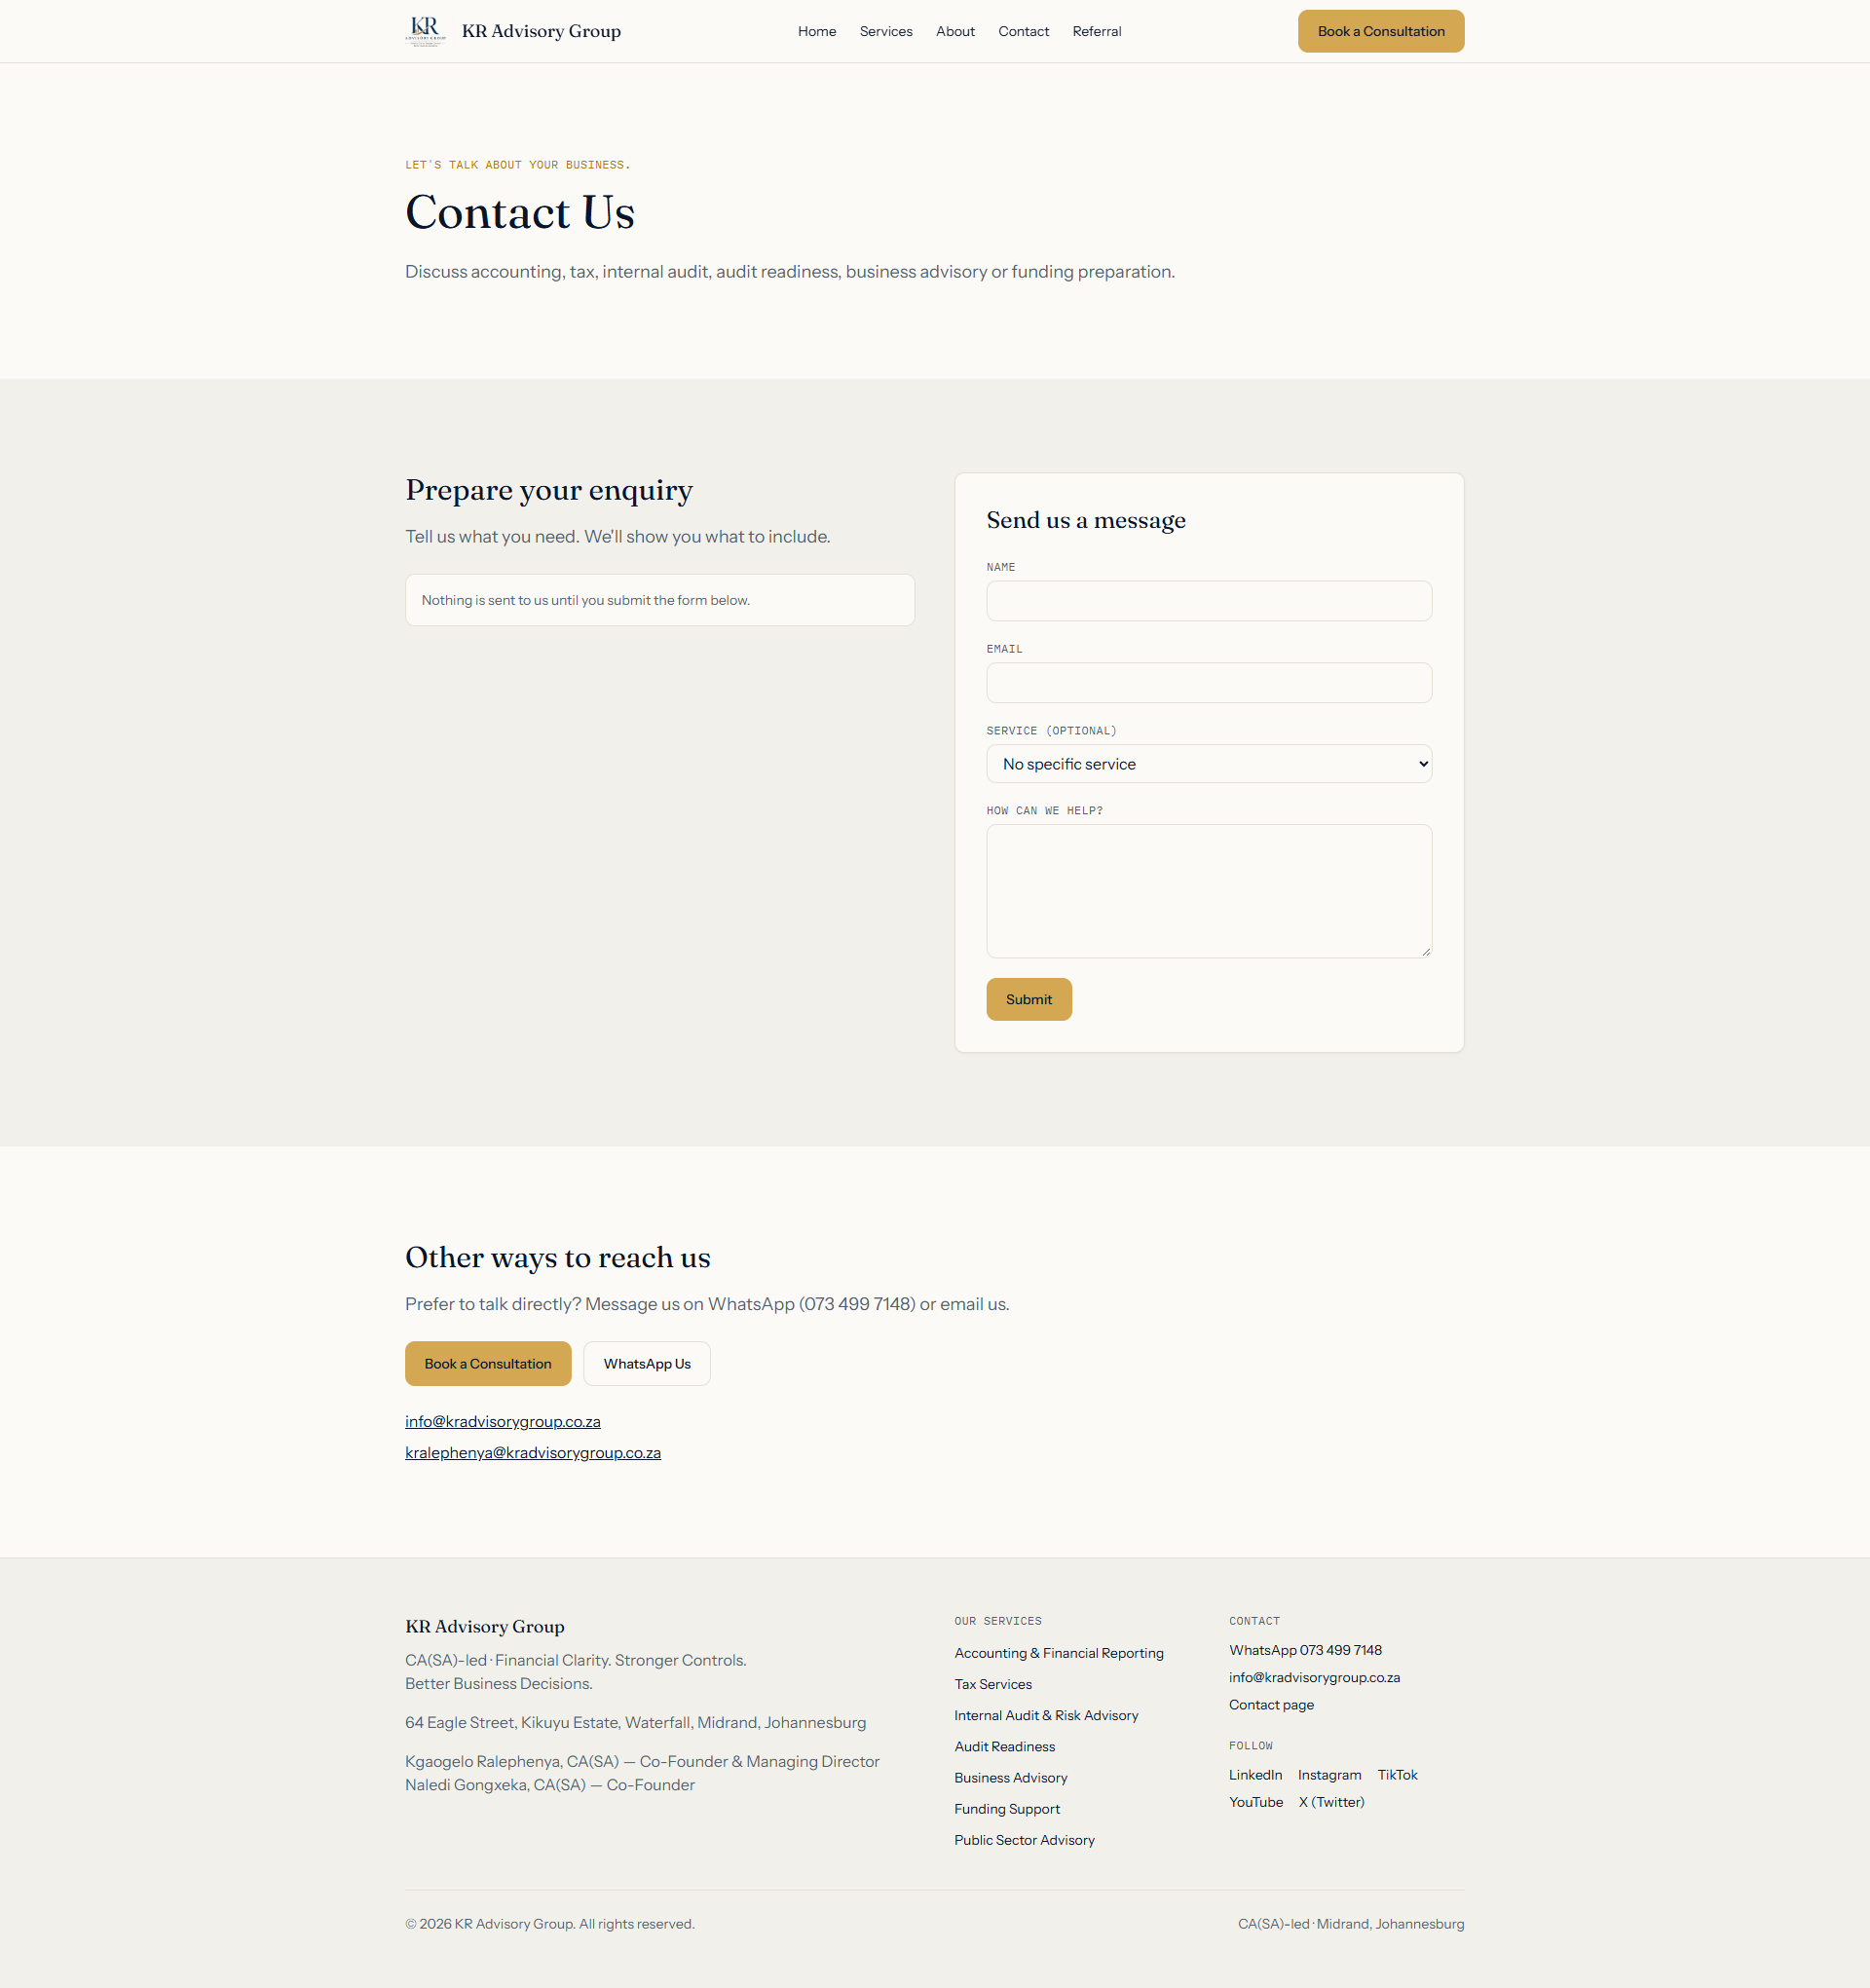 KR
ADVISORY GROUP
KR Advisory Group
Home
Services
About
Contact
Referral
Book a Consultation
LET'S TALK ABOUT YOUR BUSINESS.
Contact Us
Discuss accounting, tax, internal audit, audit readiness, business advisory or funding preparation.
Prepare your enquiry
Tell us what you need. We'll show you what to include.
Nothing is sent to us until you submit the form below.
Send us a message
NAME
EMAIL
SERVICE (OPTIONAL)
No specific service
HOW CAN WE HELP?
Submit
Other ways to reach us
Prefer to talk directly? Message us on WhatsApp (073 499 7148) or email us.
Book a Consultation
WhatsApp Us
info@kradvisorygroup.co.za
kralephenya@kradvisorygroup.co.za
KR Advisory Group
CA(SA)-led · Financial Clarity. Stronger Controls.
Better Business Decisions.
64 Eagle Street, Kikuyu Estate, Waterfall, Midrand, Johannesburg
Kgaogelo Ralephenya, CA(SA) — Co-Founder & Managing Director
Naledi Gongxeka, CA(SA) — Co-Founder
OUR SERVICES
Accounting & Financial Reporting
Tax Services
Internal Audit & Risk Advisory
Audit Readiness
Business Advisory
Funding Support
Public Sector Advisory
CONTACT
WhatsApp 073 499 7148
info@kradvisorygroup.co.za
Contact page
FOLLOW
LinkedIn
Instagram
TikTok
YouTube
X (Twitter)
© 2026 KR Advisory Group. All rights reserved.
CA(SA)-led · Midrand, Johannesburg